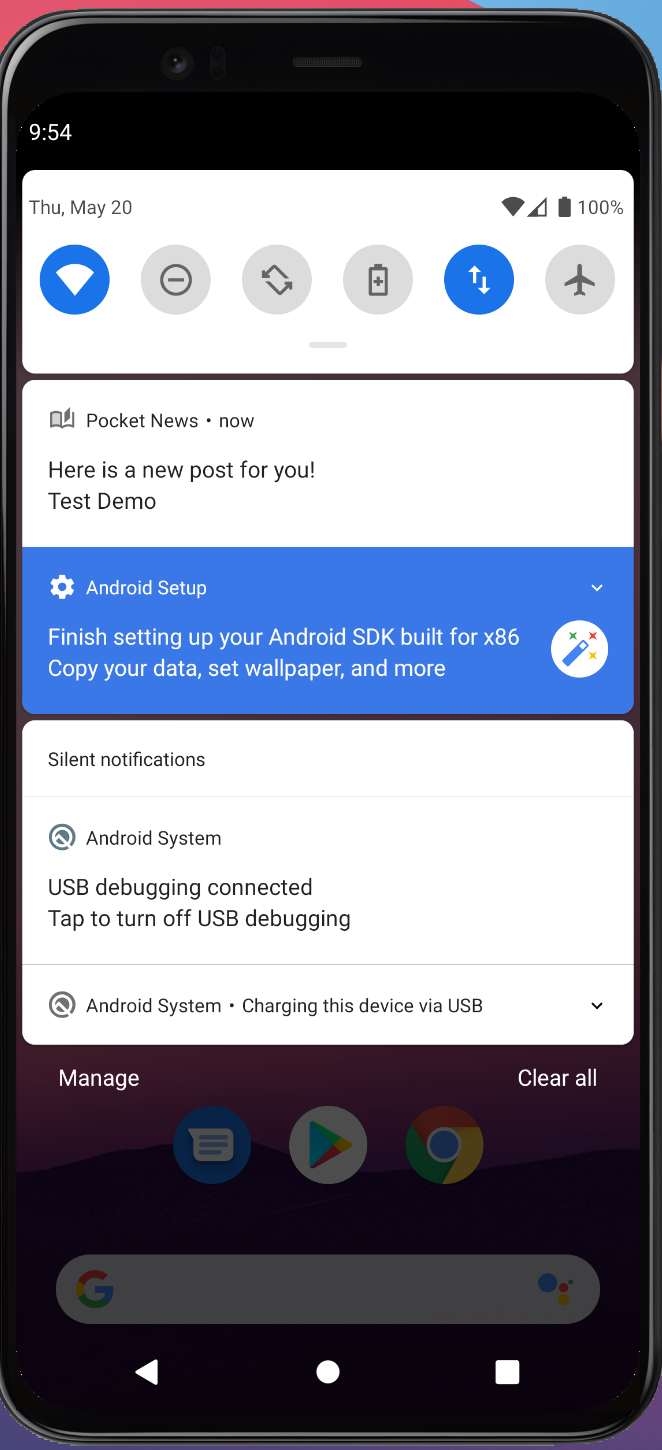 9:54
Thu, May 20
100%
Pocket News • now
Here is a new post for you!
Test Demo
Android Setup
Finish setting up your Android SDK built for x86
Copy your data, set wallpaper, and more
Silent notifications
Android System
USB debugging connected
Tap to turn off USB debugging
Android System • Charging this device via USB
Manage
Clear all